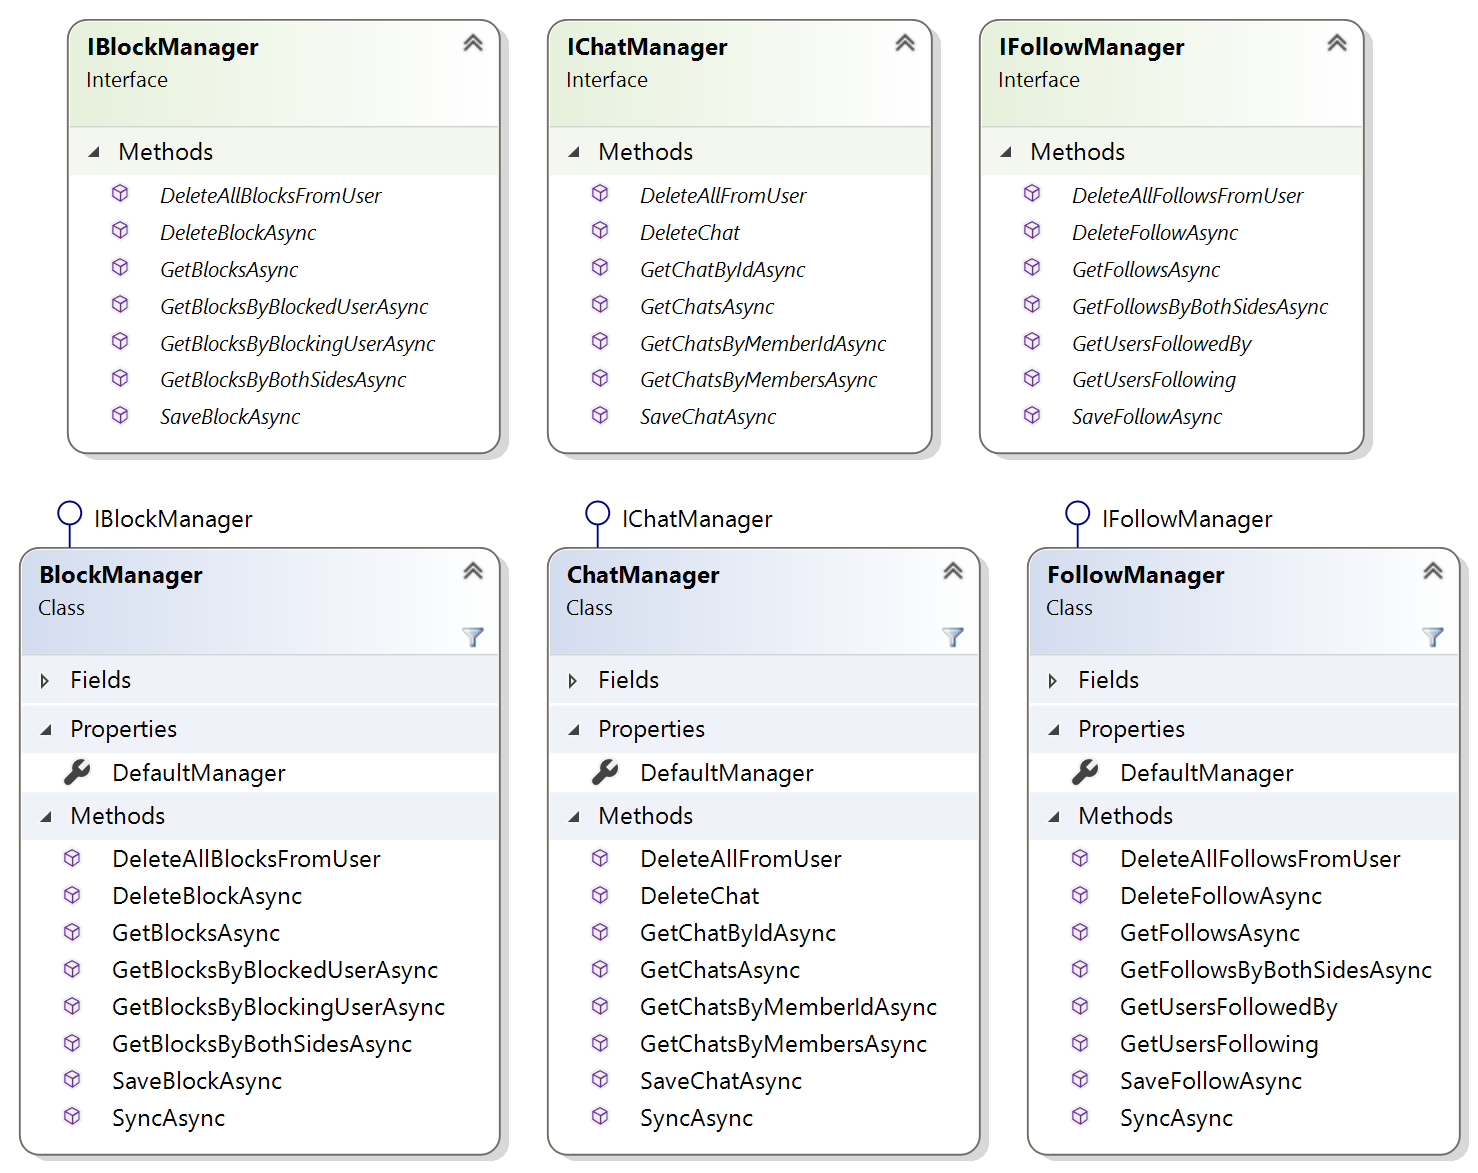 IBlockManager
Interface
Methods
DeleteAllBlocksFromUser
DeleteBlockAsync
GetBlocksAsync
GetBlocksByBlockedUserAsync
GetBlocksByBlockingUserAsync
GetBlocksByBothSidesAsync
SaveBlockAsync
IChatManager
Interface
Methods
DeleteAllFromUser
DeleteChat
GetChatByIdAsync
GetChatsAsync
GetChatsByMemberIdAsync
GetChatsByMembersAsync
SaveChatAsync
IFollowManager
Interface
Methods
DeleteAllFollowsFromUser
DeleteFollowAsync
GetFollowsAsync
GetFollowsByBothSidesAsync
GetUsersFollowedBy
GetUsersFollowing
SaveFollowAsync
IBlockManager
BlockManager
Class
Fields
Properties
DefaultManager
Methods
DeleteAllBlocksFromUser
DeleteBlockAsync
GetBlocksAsync
GetBlocksByBlockedUserAsync
GetBlocksByBlockingUserAsync
GetBlocksByBothSidesAsync
SaveBlockAsync
SyncAsync
IChatManager
ChatManager
Class
Fields
Properties
DefaultManager
Methods
DeleteAllFromUser
DeleteChat
GetChatByIdAsync
GetChatsAsync
GetChatsByMemberIdAsync
GetChatsByMembersAsync
SaveChatAsync
SyncAsync
IFollowManager
FollowManager
Class
Fields
Properties
DefaultManager
Methods
DeleteAllFollowsFromUser
DeleteFollowAsync
GetFollowsAsync
GetFollowsByBothSidesAsync
GetUsersFollowedBy
GetUsersFollowing
SaveFollowAsync
SyncAsync